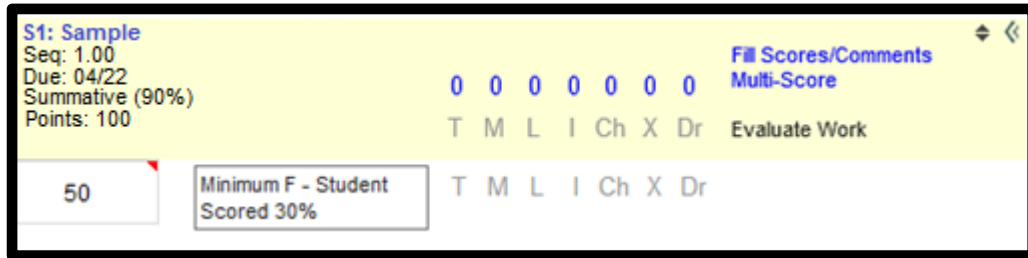 S1: Sample
Seq: 1.00
Due: 04/22
Summative (90%)
Points: 100
0 0 0 0 0 0 0
T M L I Ch X Dr
Fill Scores/Comments
Multi-Score
Evaluate Work
50
Minimum F - Student
Scored 30%
T M L I Ch X Dr